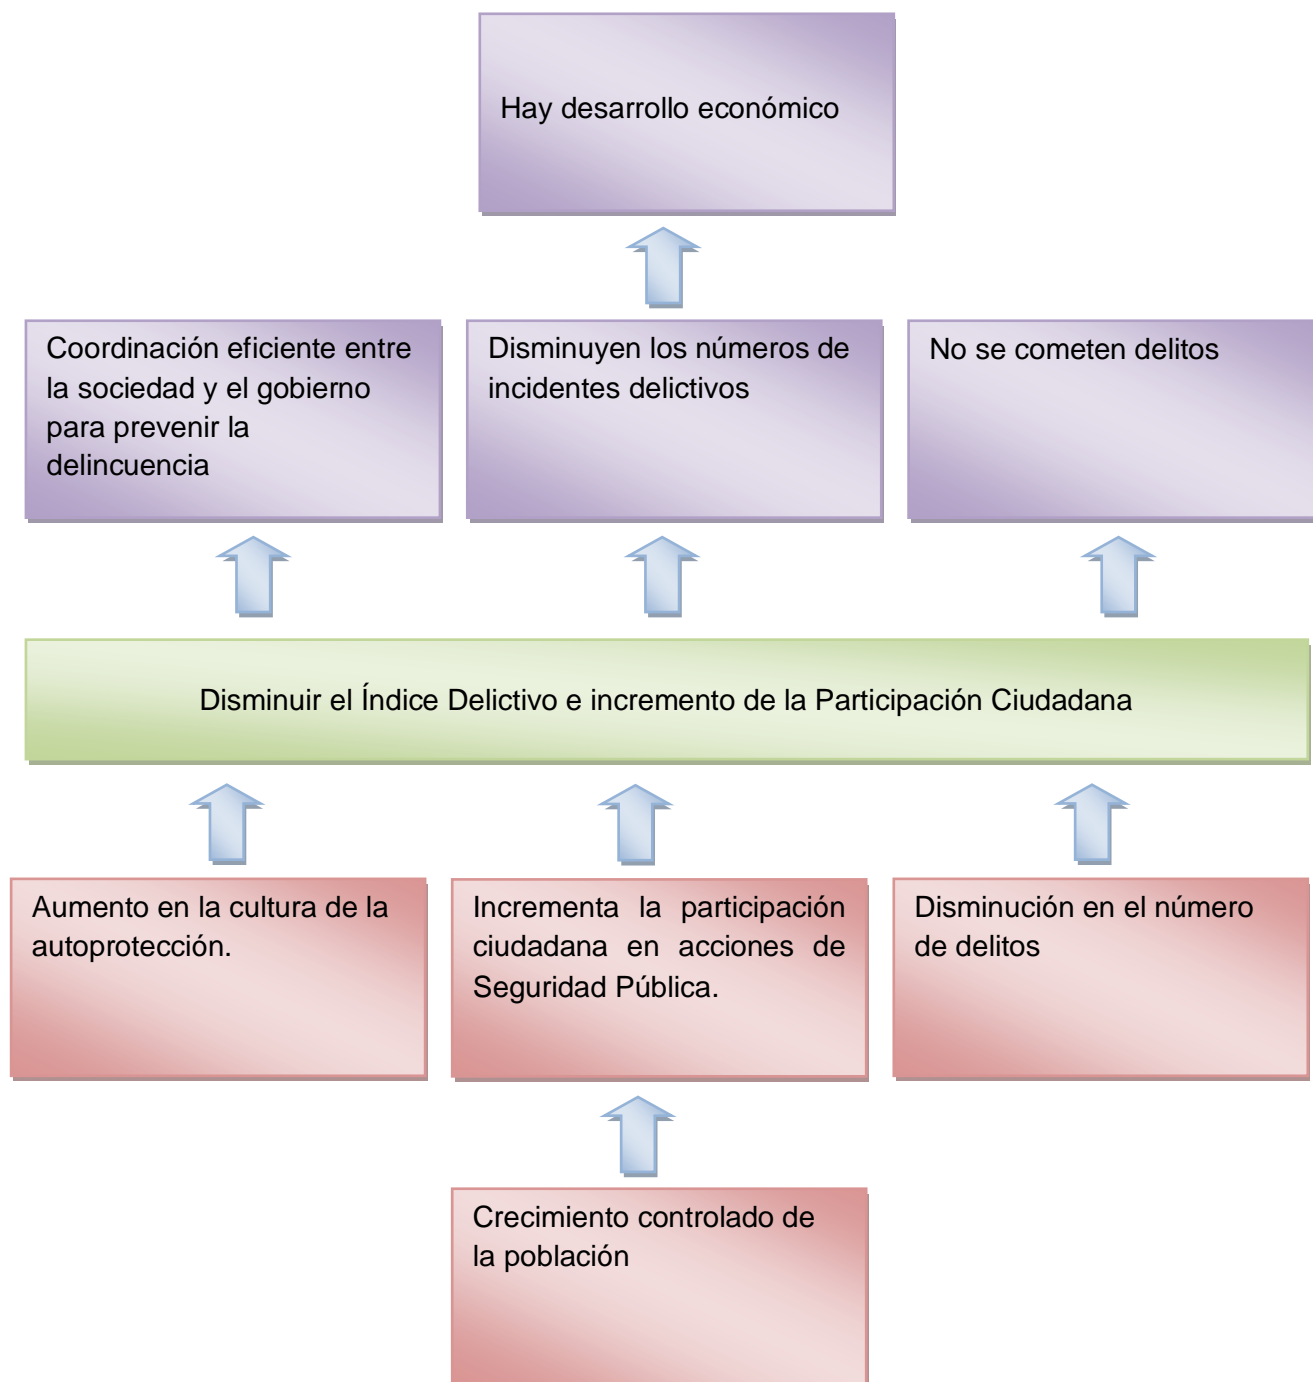 Hay desarrollo económico
Coordinación eficiente entre
la sociedad y el gobierno
para prevenir la
delincuencia
Disminuyen los números de
incidentes delictivos
No se cometen delitos
Disminuir el Índice Delictivo e incremento de la Participación Ciudadana
Aumento en la cultura de la
autoprotección.
Incrementa la participación
ciudadana en acciones de
Seguridad Pública.
Disminución en el número
de delitos
Crecimiento controlado de
la población